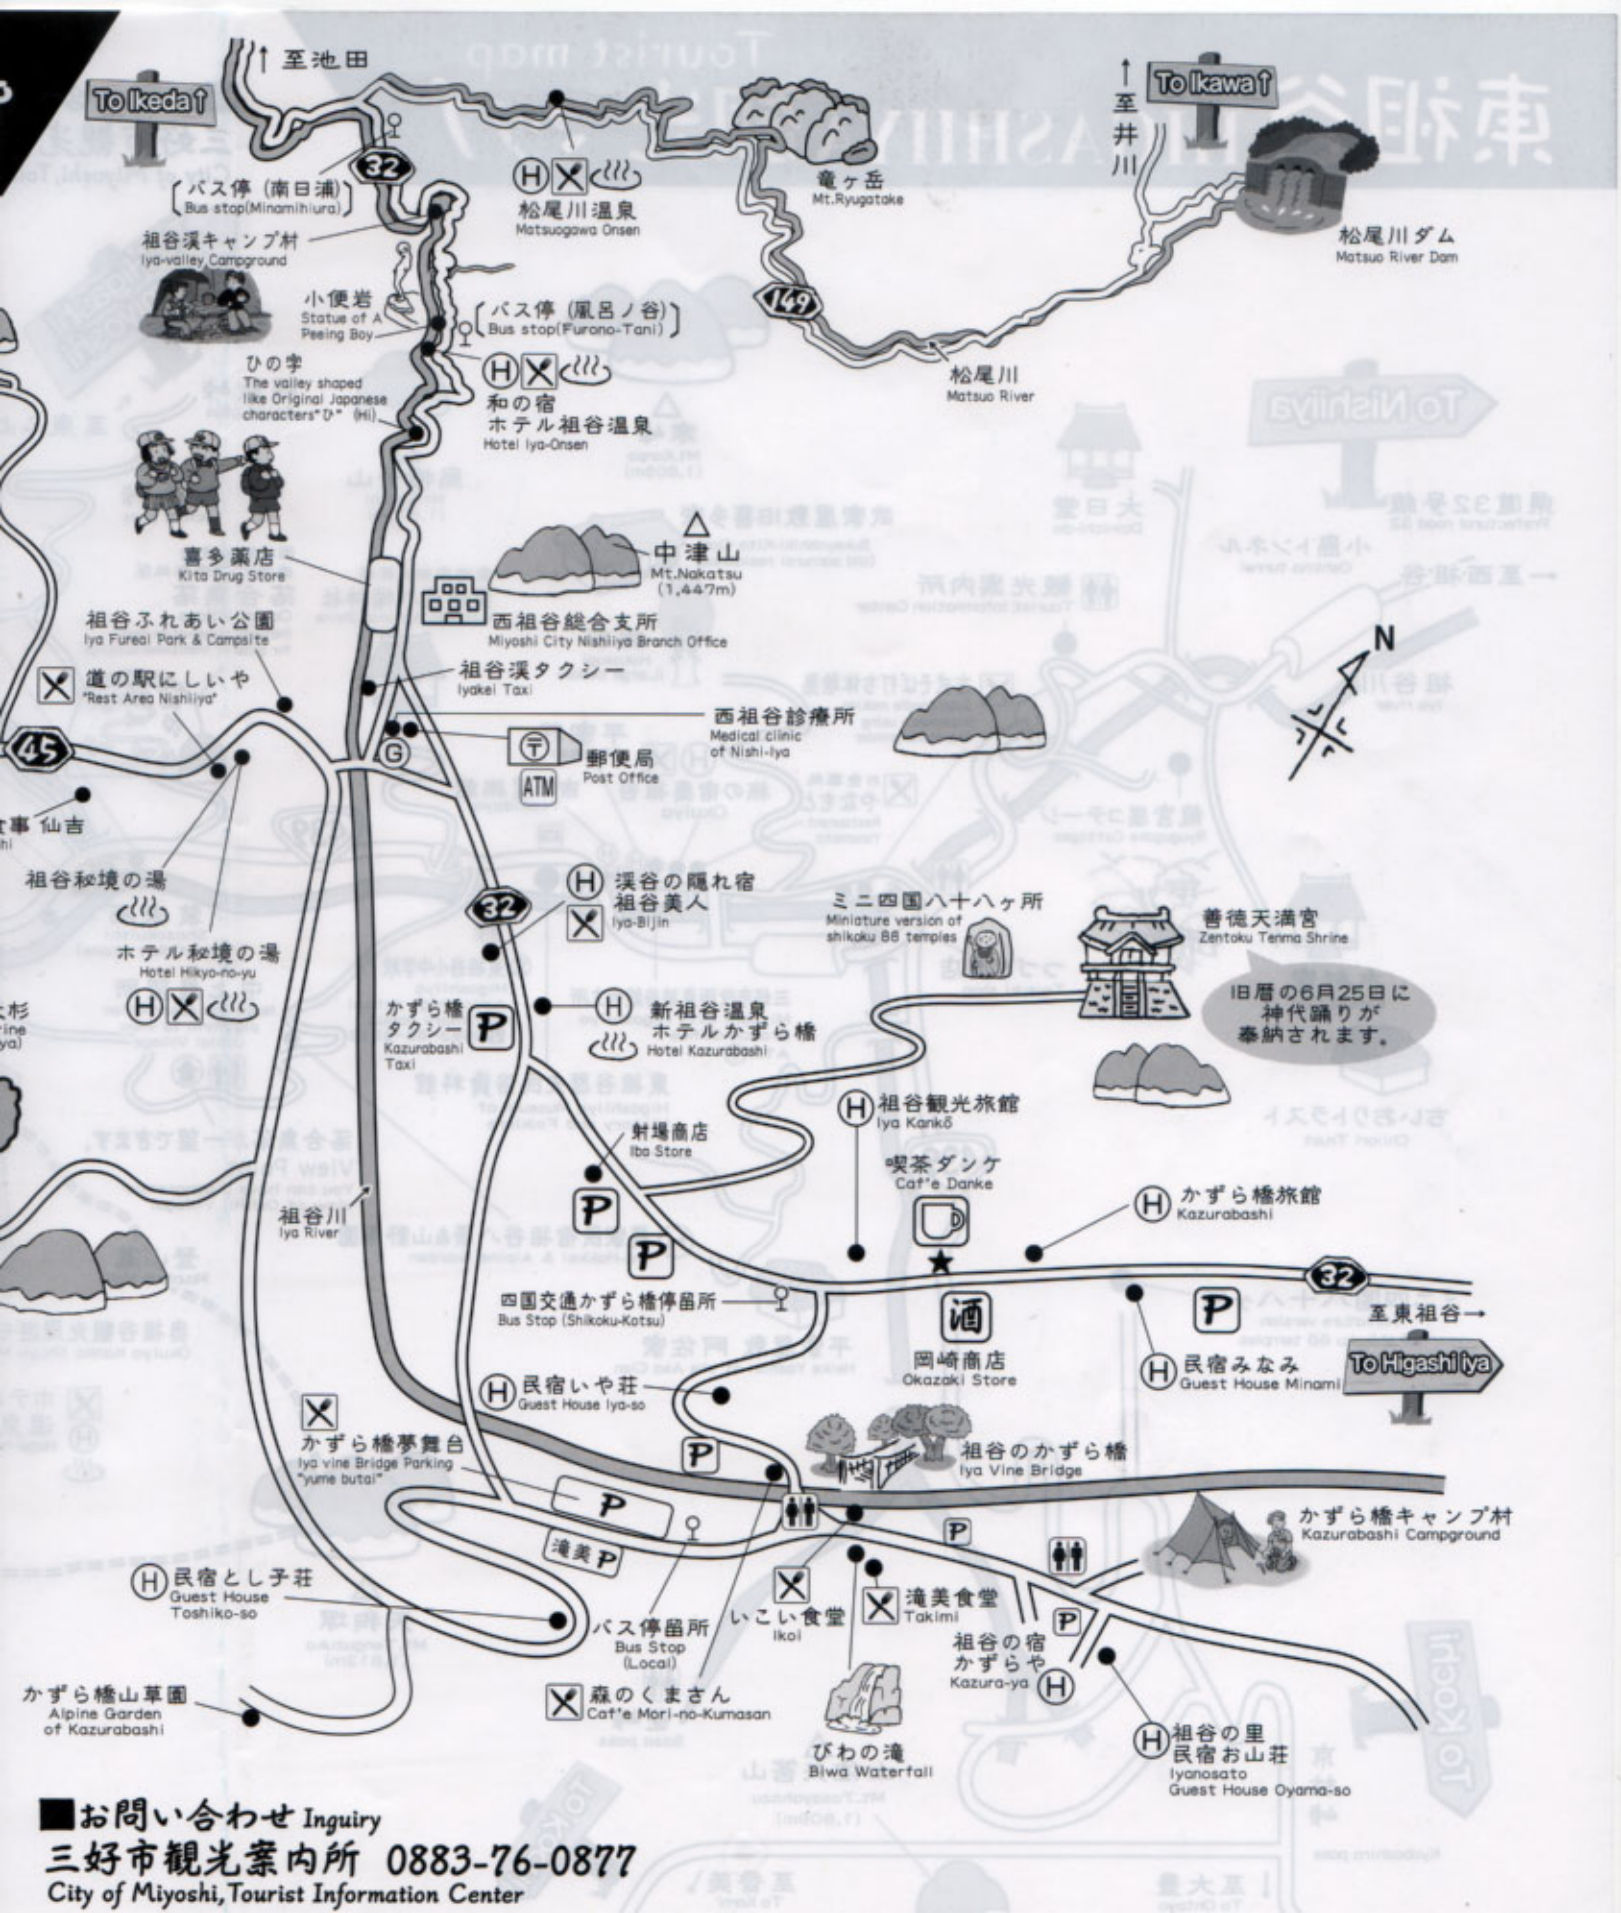 ↑至池田
To Ikeda↑
↑至井川
To Ikawa↑
32
バス停 (南日浦)
Bus stop(Minamihiura)
H
松尾川温泉
Matsuogawa Onsen
竜ヶ岳
Mt.Ryugatake
松尾川ダム
Matsuo River Dam
祖谷渓キャンプ村
Iya-valley Campground
小便岩
Statue of A
Peeing Boy
バス停 (風呂ノ谷)
Bus stop(Furono-Tani)
149
松尾川
Matsuo River
ひの字
The valley shaped
like Original Japanese
characters"ひ" (Hi)
H
和の宿
ホテル祖谷温泉
Hotel Iya-Onsen
喜多薬店
Kita Drug Store
中津山
Mt.Nakatsu
(1,447m)
西祖谷総合支所
Miyoshi City Nishiiya Branch Office
祖谷ふれあい公園
Iya Fureai Park & Campsite
道の駅にしいや
"Rest Area Nishiiya"
祖谷渓タクシー
Iyakei Taxi
N
西祖谷診療所
Medical clinic
of Nishi-Iya
45
G
〒
郵便局
Post Office
ATM
食事 仙吉
hi
祖谷秘境の湯
ホテル秘境の湯
Hotel Hikyo-no-yu
H
32
H
渓谷の隠れ宿
祖谷美人
Iya-Bijin
ミニ四国八十八ヶ所
Miniature version of
shikoku 88 temples
善徳天満宮
Zentoku Tenma Shrine
旧暦の6月25日に
神代踊りが
奉納されます。
かずら橋
タクシー
Kazurabashi
Taxi
P
H
新祖谷温泉
ホテルかずら橋
Hotel Kazurabashi
杉
rine
ya)
H
祖谷観光旅館
Iya Kankō
射場商店
Iba Store
P
喫茶ダンケ
Caf'e Danke
H
かずら橋旅館
Kazurabashi
祖谷川
Iya River
P
32
四国交通かずら橋停留所
Bus Stop (Shikoku-Kotsu)
酒
岡崎商店
Okazaki Store
P
至東祖谷→
To Higashi iya
H
民宿みなみ
Guest House Minami
H
民宿いや荘
Guest House Iya-so
かずら橋夢舞台
Iya vine Bridge Parking
"yume butai"
P
祖谷のかずら橋
Iya Vine Bridge
P
滝美 P
P
かずら橋キャンプ村
Kazurabashi Campground
H
民宿とし子荘
Guest House
Toshiko-so
バス停留所
Bus Stop
(Local)
いこい食堂
Ikoi
滝美食堂
Takimi
P
祖谷の宿
かずらや
Kazura-ya
H
かずら橋山草園
Alpine Garden
of Kazurabashi
森のくまさん
Caf'e Mori-no-Kumasan
びわの滝
Biwa Waterfall
H
祖谷の里
民宿お山荘
Iyanosato
Guest House Oyama-so
■お問い合わせ Inquiry
三好市観光案内所 0883-76-0877
City of Miyoshi,Tourist Information Center